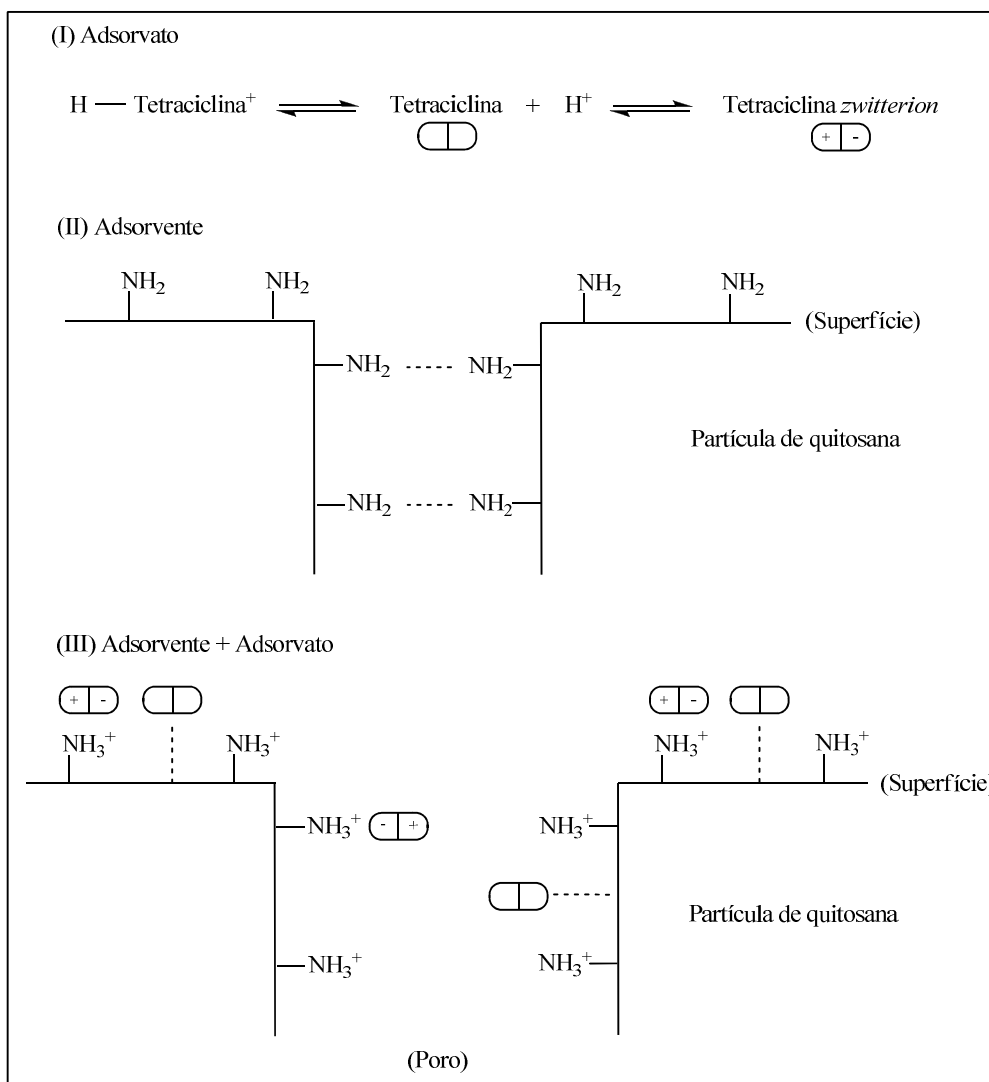 (I) Adsorvato
H — Tetraciclina⁺ ⇌ Tetraciclina + H⁺ ⇌ Tetraciclina zwitterion
+ -
(II) Adsorvente
NH₂ NH₂ NH₂ NH₂
(Superfície)
NH₂ ----- NH₂
Partícula de quitosana
NH₂ ----- NH₂
(III) Adsorvente + Adsorvato
+ - + -
NH₃⁺ NH₃⁺ NH₃⁺ NH₃⁺
(Superfície)
NH₃⁺ - + NH₃⁺
Partícula de quitosana
NH₃⁺ NH₃⁺
(Poro)